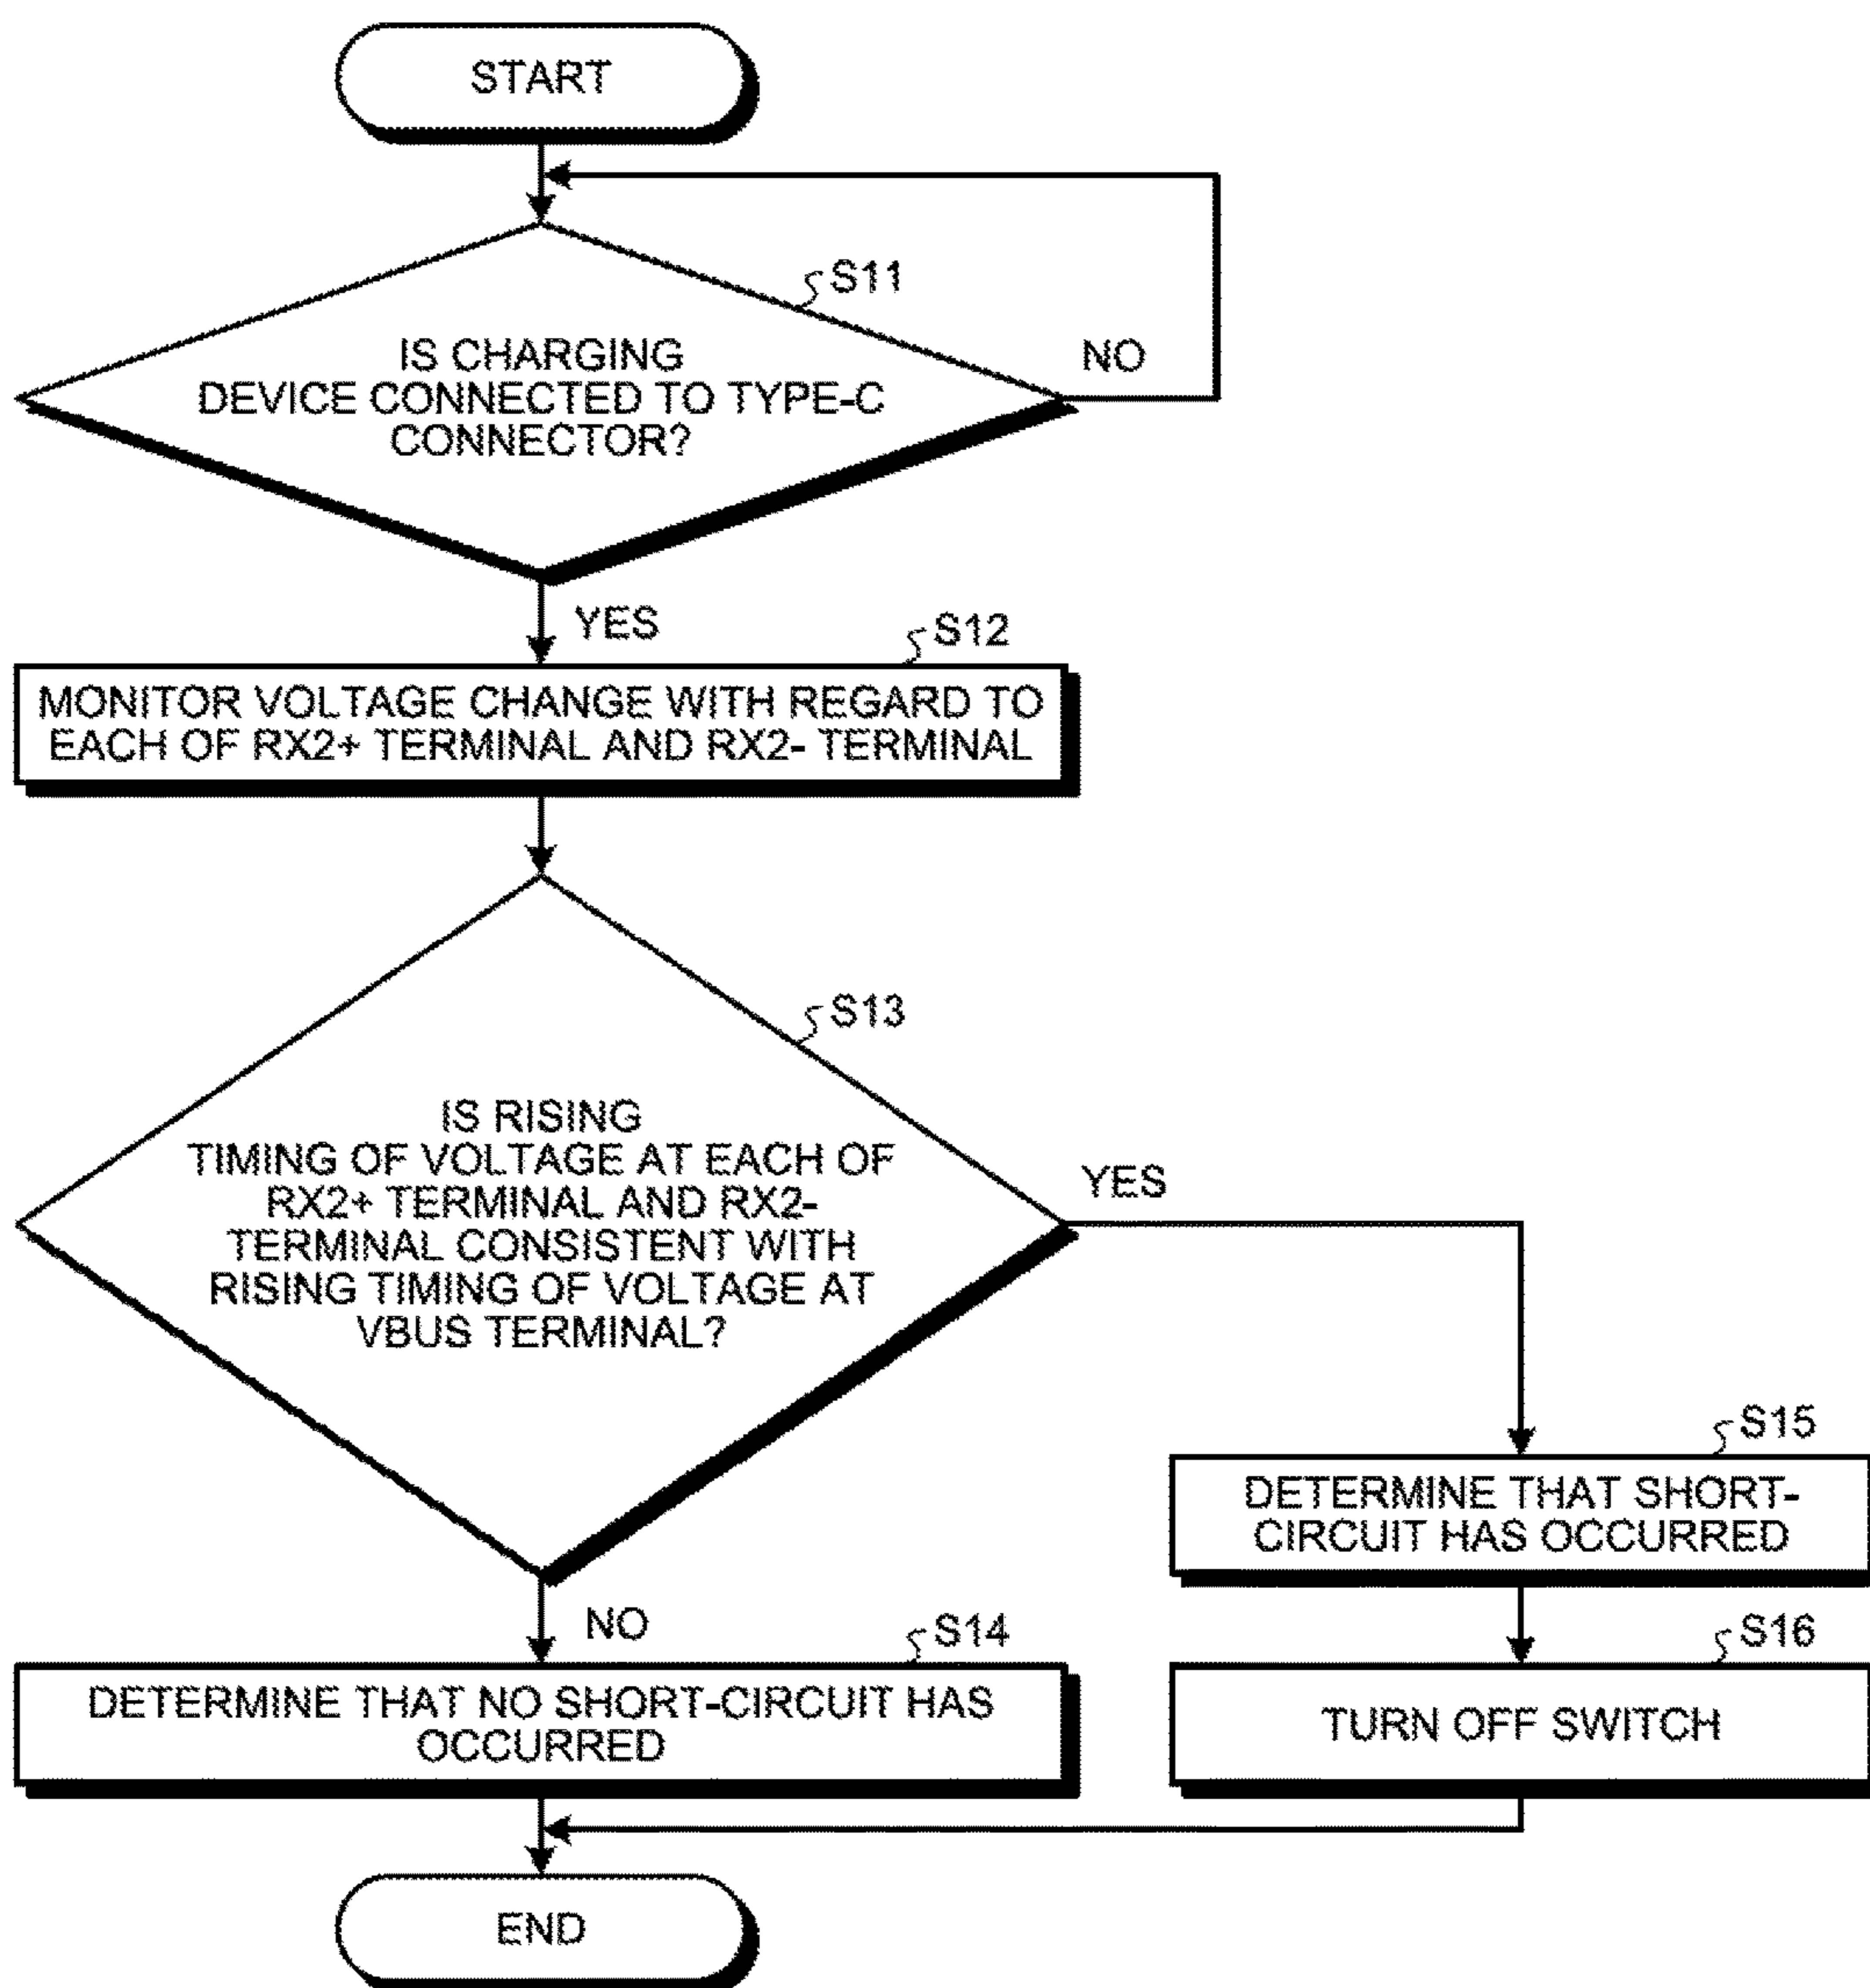 START
S11
IS CHARGING
DEVICE CONNECTED TO TYPE-C
CONNECTOR?
NO
YES
S12
MONITOR VOLTAGE CHANGE WITH REGARD TO
EACH OF RX2+ TERMINAL AND RX2- TERMINAL
S13
IS RISING
TIMING OF VOLTAGE AT EACH OF
RX2+ TERMINAL AND RX2-
TERMINAL CONSISTENT WITH
RISING TIMING OF VOLTAGE AT
VBUS TERMINAL?
YES
S15
DETERMINE THAT SHORT-
CIRCUIT HAS OCCURRED
NO
S14
DETERMINE THAT NO SHORT-CIRCUIT HAS
OCCURRED
S16
TURN OFF SWITCH
END